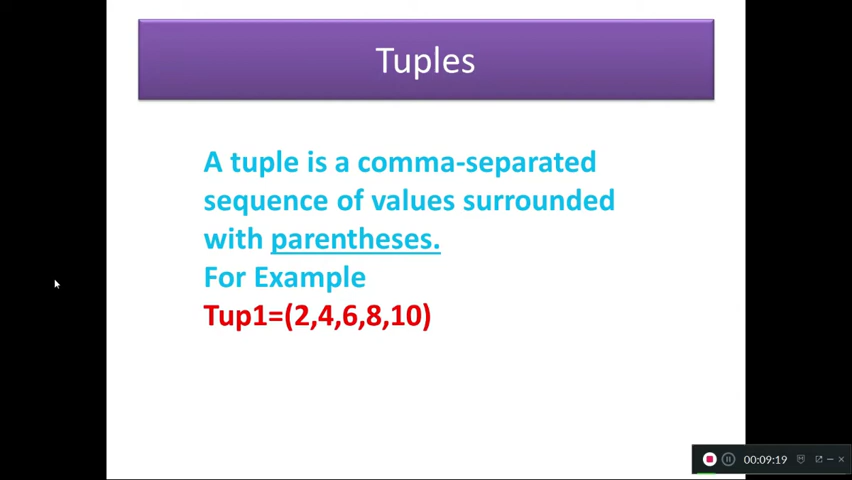 Tuples
A tuple is a comma-separated
sequence of values surrounded
with parentheses.
For Example
Tup1=(2,4,6,8,10)
00:09:19